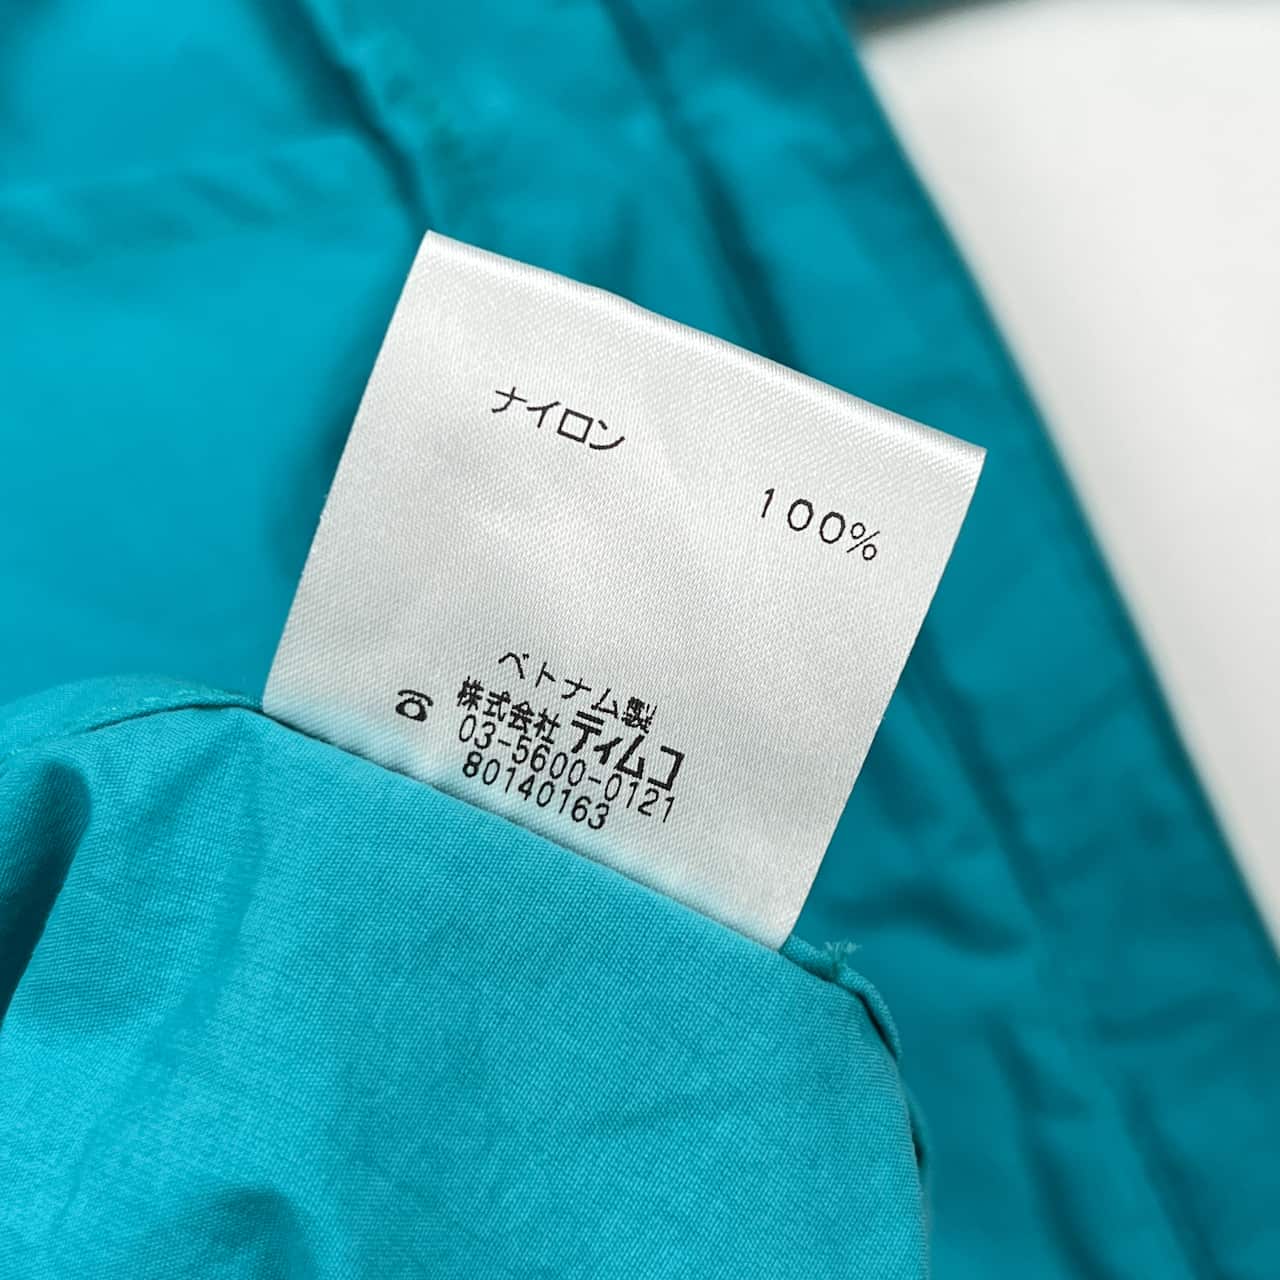 ナイロン
100%
ベトナム製
株式会社ティムコ
☎ 03-5600-0121
80140163